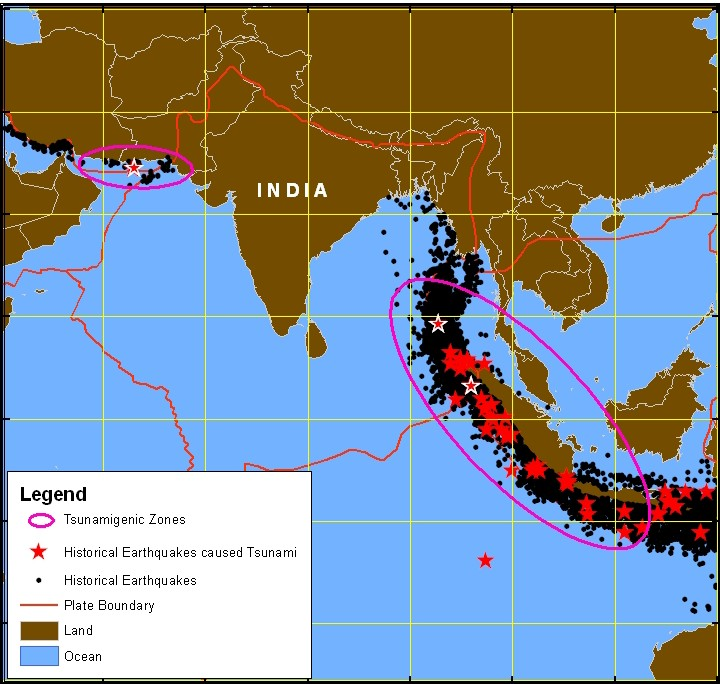 INDIA
Legend
Tsunamigenic Zones
Historical Earthquakes caused Tsunami
Historical Earthquakes
Plate Boundary
Land
Ocean